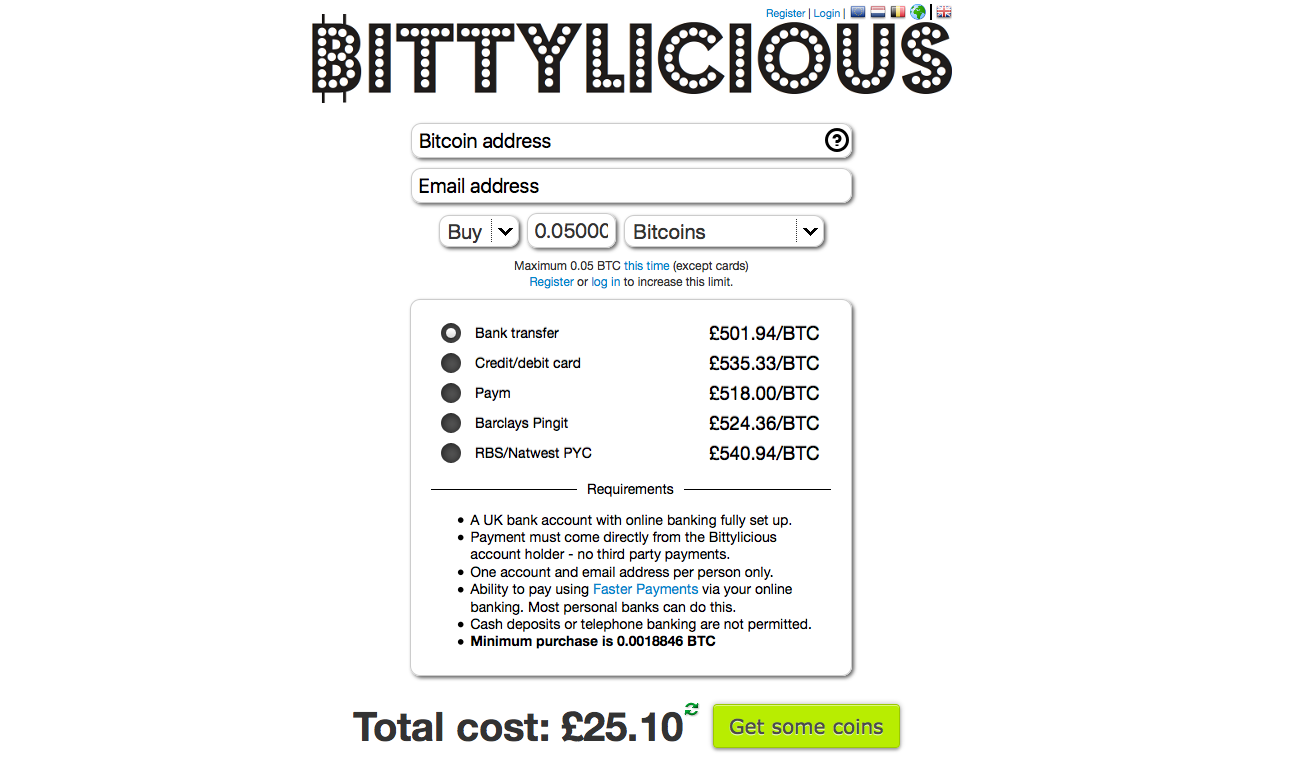 Register | Login |
BITTYLICIOUS
Bitcoin address
Email address
Buy 0.05000 Bitcoins
Maximum 0.05 BTC this time (except cards)
Register or log in to increase this limit.
Bank transfer £501.94/BTC
Credit/debit card £535.33/BTC
Paym £518.00/BTC
Barclays Pingit £524.36/BTC
RBS/Natwest PYC £540.94/BTC
Requirements
• A UK bank account with online banking fully set up.
• Payment must come directly from the Bittylicious
account holder - no third party payments.
• One account and email address per person only.
• Ability to pay using Faster Payments via your online
banking. Most personal banks can do this.
• Cash deposits or telephone banking are not permitted.
• Minimum purchase is 0.0018846 BTC
Total cost: £25.10 Get some coins